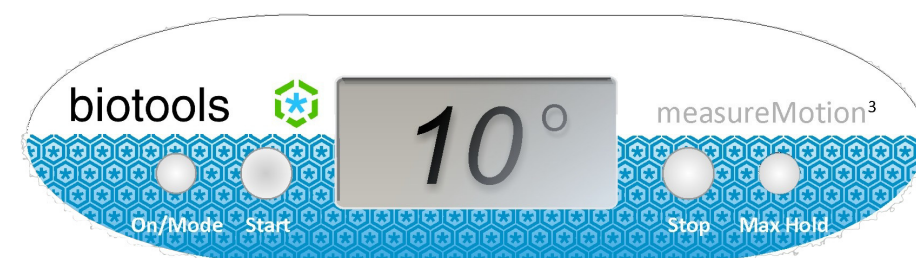 biotools
10°
measureMotion³
On/Mode
Start
Stop
Max Hold